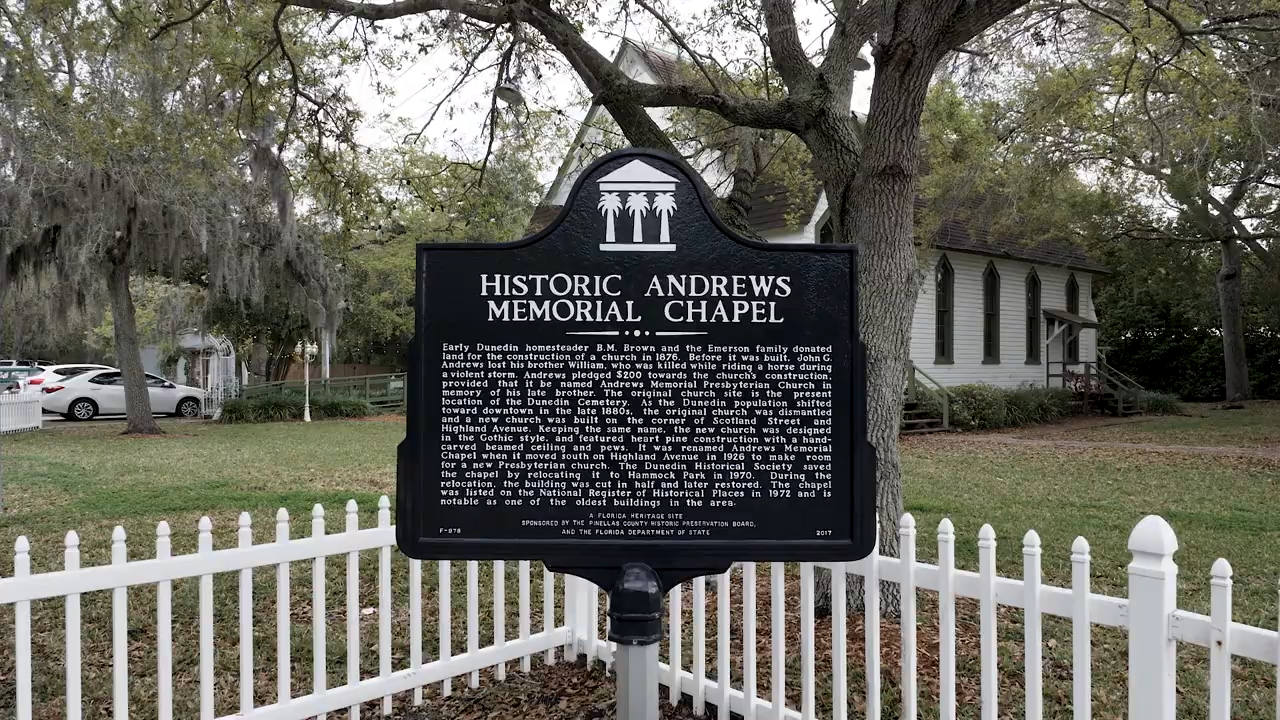 HISTORIC ANDREWS
MEMORIAL CHAPEL
Early Dunedin homesteader B.M. Brown and the Emerson family donated
land for the construction of a church in 1876. Before it was built, John G.
Andrews lost his brother William, who was killed while riding a horse during
a violent storm. Andrews pledged $200 towards the church's construction,
provided that it be named Andrews Memorial Presbyterian Church in
memory of his late brother. The original church site is the present
location of the Dunedin Cemetery. As the Dunedin population shifted
toward downtown in the late 1880s, the original church was dismantled
and a new church was built on the corner of Scotland Street and
Highland Avenue. Keeping the same name, the new church was designed
in the Gothic style, and featured heart pine construction with a hand-
carved beamed ceiling and pews. It was renamed Andrews Memorial
Chapel when it moved south on Highland Avenue in 1926 to make room
for a new Presbyterian church. The Dunedin Historical Society saved
the chapel by relocating it to Hammock Park in 1970. During the
relocation, the building was cut in half and later restored. The chapel
was listed on the National Register of Historical Places in 1972 and is
notable as one of the oldest buildings in the area.
A FLORIDA HERITAGE SITE
SPONSORED BY THE PINELLAS COUNTY HISTORIC PRESERVATION BOARD,
AND THE FLORIDA DEPARTMENT OF STATE
F-978 2017